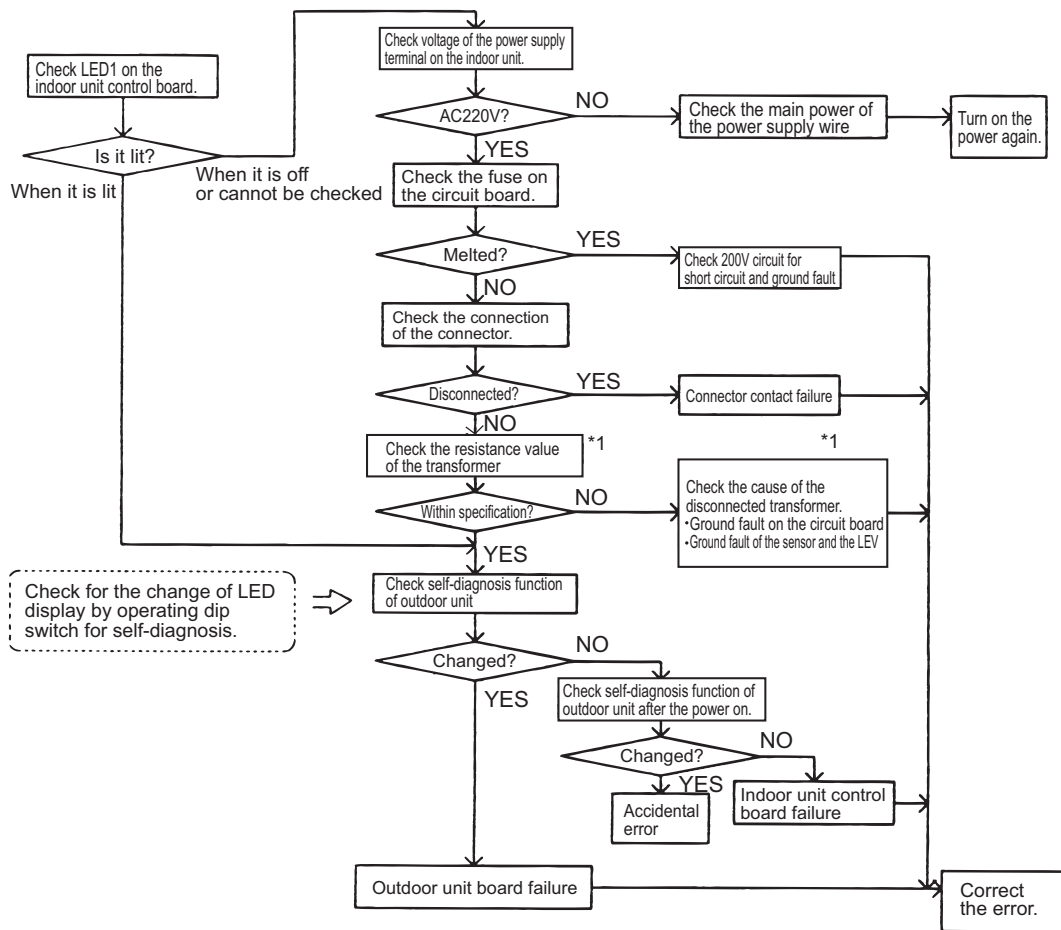 Check voltage of the power supply
terminal on the indoor unit.
Check LED1 on the
indoor unit control board.
AC220V?
NO
Check the main power of
the power supply wire
Turn on the
power again.
Is it lit?
YES
When it is off
or cannot be checked
When it is lit
Check the fuse on
the circuit board.
Melted?
YES
Check 200V circuit for
short circuit and ground fault
NO
Check the connection
of the connector.
Disconnected?
YES
Connector contact failure
NO
Check the resistance value
of the transformer
*1
*1
Within specification?
NO
Check the cause of the
disconnected transformer.
•Ground fault on the circuit board
•Ground fault of the sensor and the LEV
YES
Check for the change of LED
display by operating dip
switch for self-diagnosis.
Check self-diagnosis function
of outdoor unit
Changed?
NO
YES
Check self-diagnosis function of
outdoor unit after the power on.
Changed?
NO
YES
Accidental
error
Indoor unit control
board failure
Outdoor unit board failure
Correct
the error.